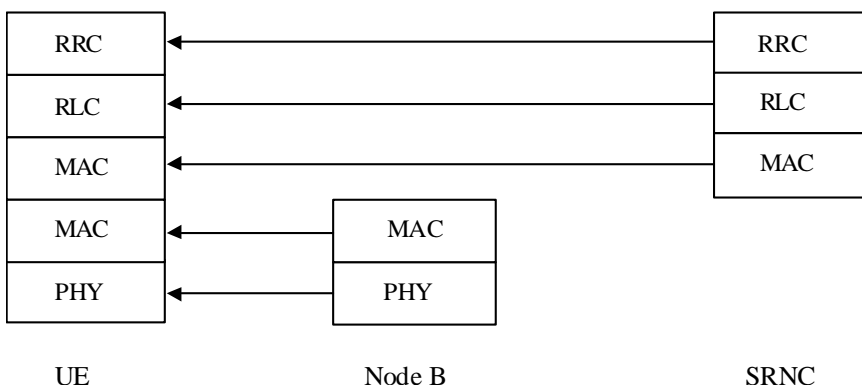 RRC RRC
RLC RLC
MAC MAC
MAC MAC
PHY PHY
UE Node B SRNC